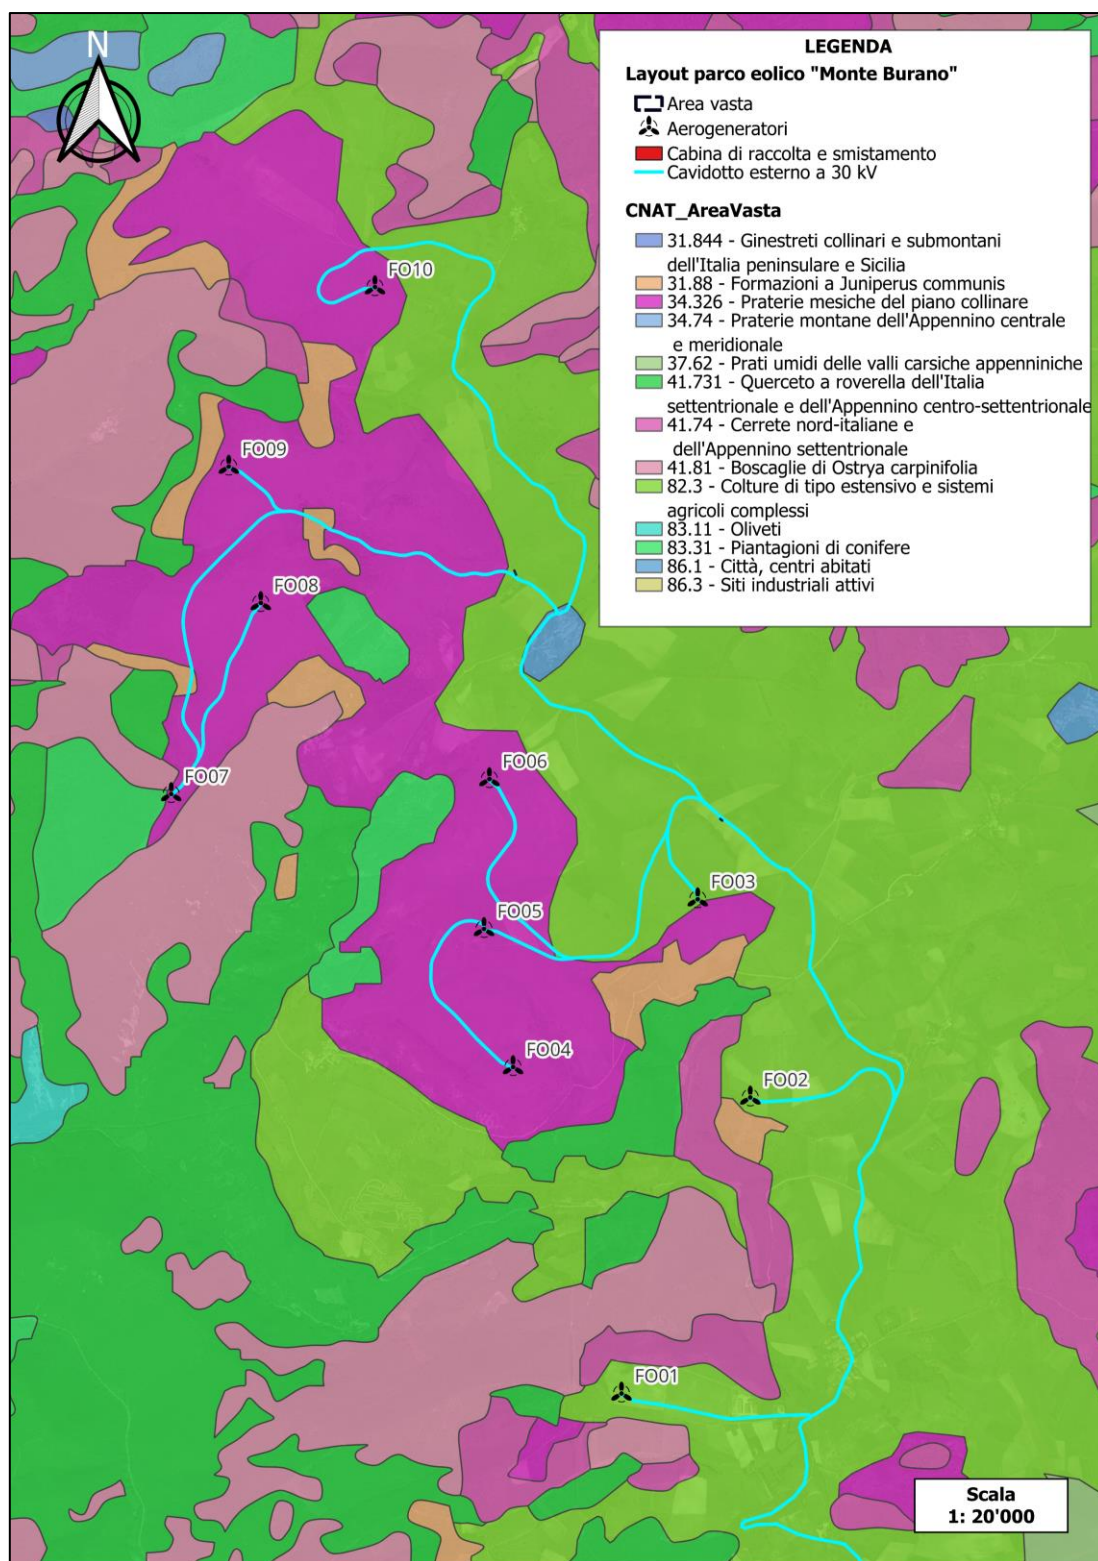 N
LEGENDA
Layout parco eolico "Monte Burano"
Area vasta
Aerogeneratori
Cabina di raccolta e smistamento
Cavidotto esterno a 30 kV
CNAT_AreaVasta
31.844 - Ginestreti collinari e submontani
dell'Italia peninsulare e Sicilia
31.88 - Formazioni a Juniperus communis
34.326 - Praterie mesiche del piano collinare
34.74 - Praterie montane dell'Appennino centrale
e meridionale
37.62 - Prati umidi delle valli carsiche appenniniche
41.731 - Querceto a roverella dell'Italia
settentrionale e dell'Appennino centro-settentrionale
41.74 - Cerrete nord-italiane e
dell'Appennino settentrionale
41.81 - Boscaglie di Ostrya carpinifolia
82.3 - Colture di tipo estensivo e sistemi
agricoli complessi
83.11 - Oliveti
83.31 - Piantagioni di conifere
86.1 - Città, centri abitati
86.3 - Siti industriali attivi
FO10
FO09
FO08
FO07
FO06
FO03
FO05
FO04
FO02
FO01
Scala
1: 20'000